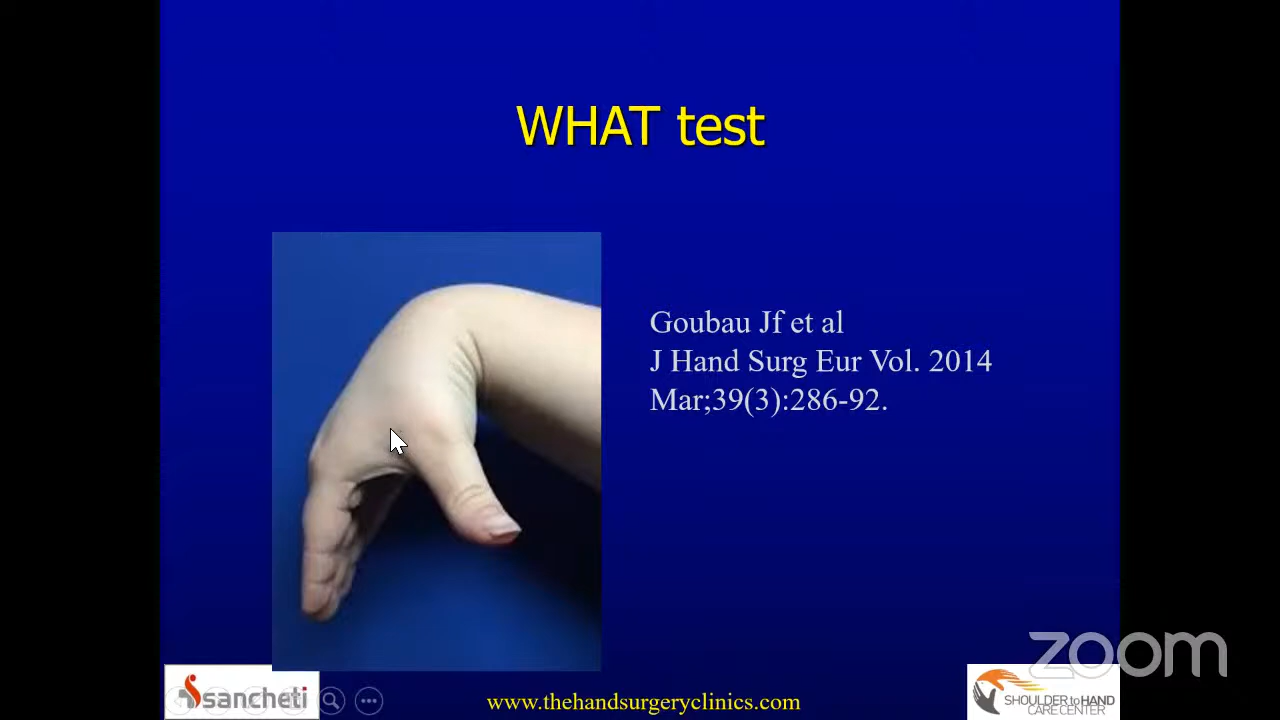 WHAT test
Goubau Jf et al
J Hand Surg Eur Vol. 2014
Mar;39(3):286-92.
zoom
sancheti
www.thehandsurgeryclinics.com
SHOULDER to HAND
CARE CENTER